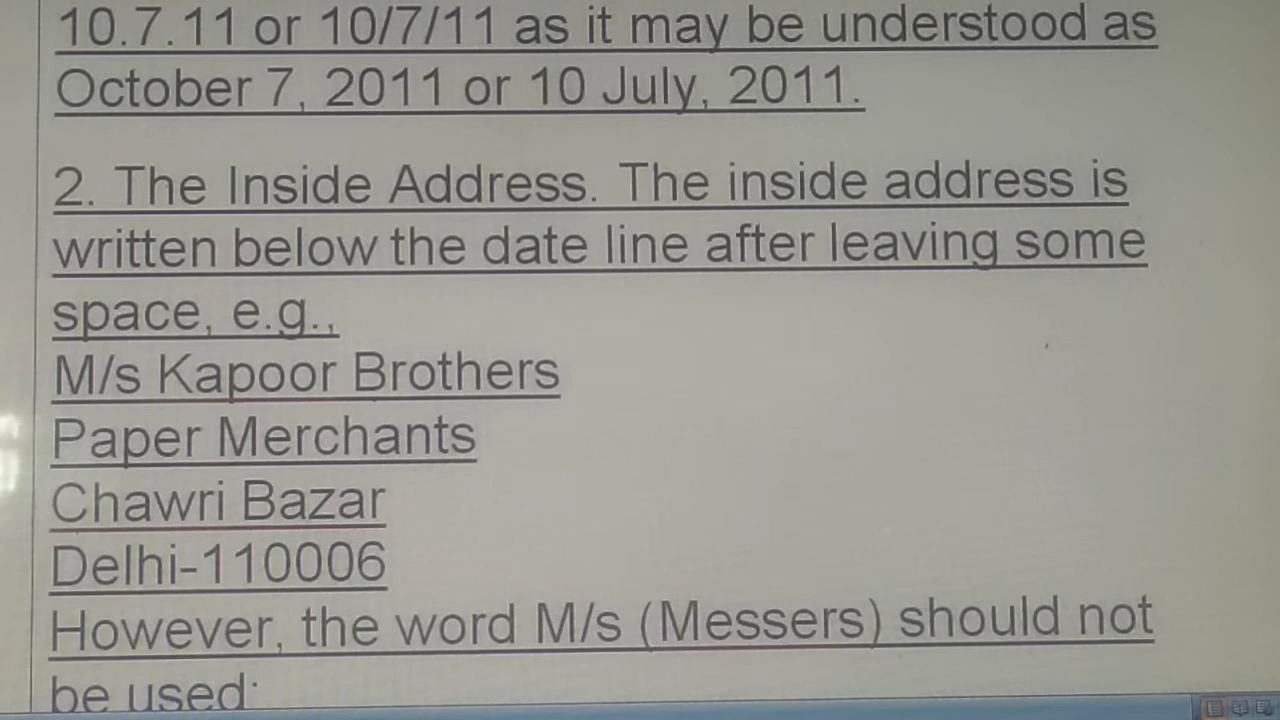 10.7.11 or 10/7/11 as it may be understood as
October 7, 2011 or 10 July, 2011.
2. The Inside Address. The inside address is
written below the date line after leaving some
space, e.g.,
M/s Kapoor Brothers
Paper Merchants
Chawri Bazar
Delhi-110006
However, the word M/s (Messers) should not
be used: